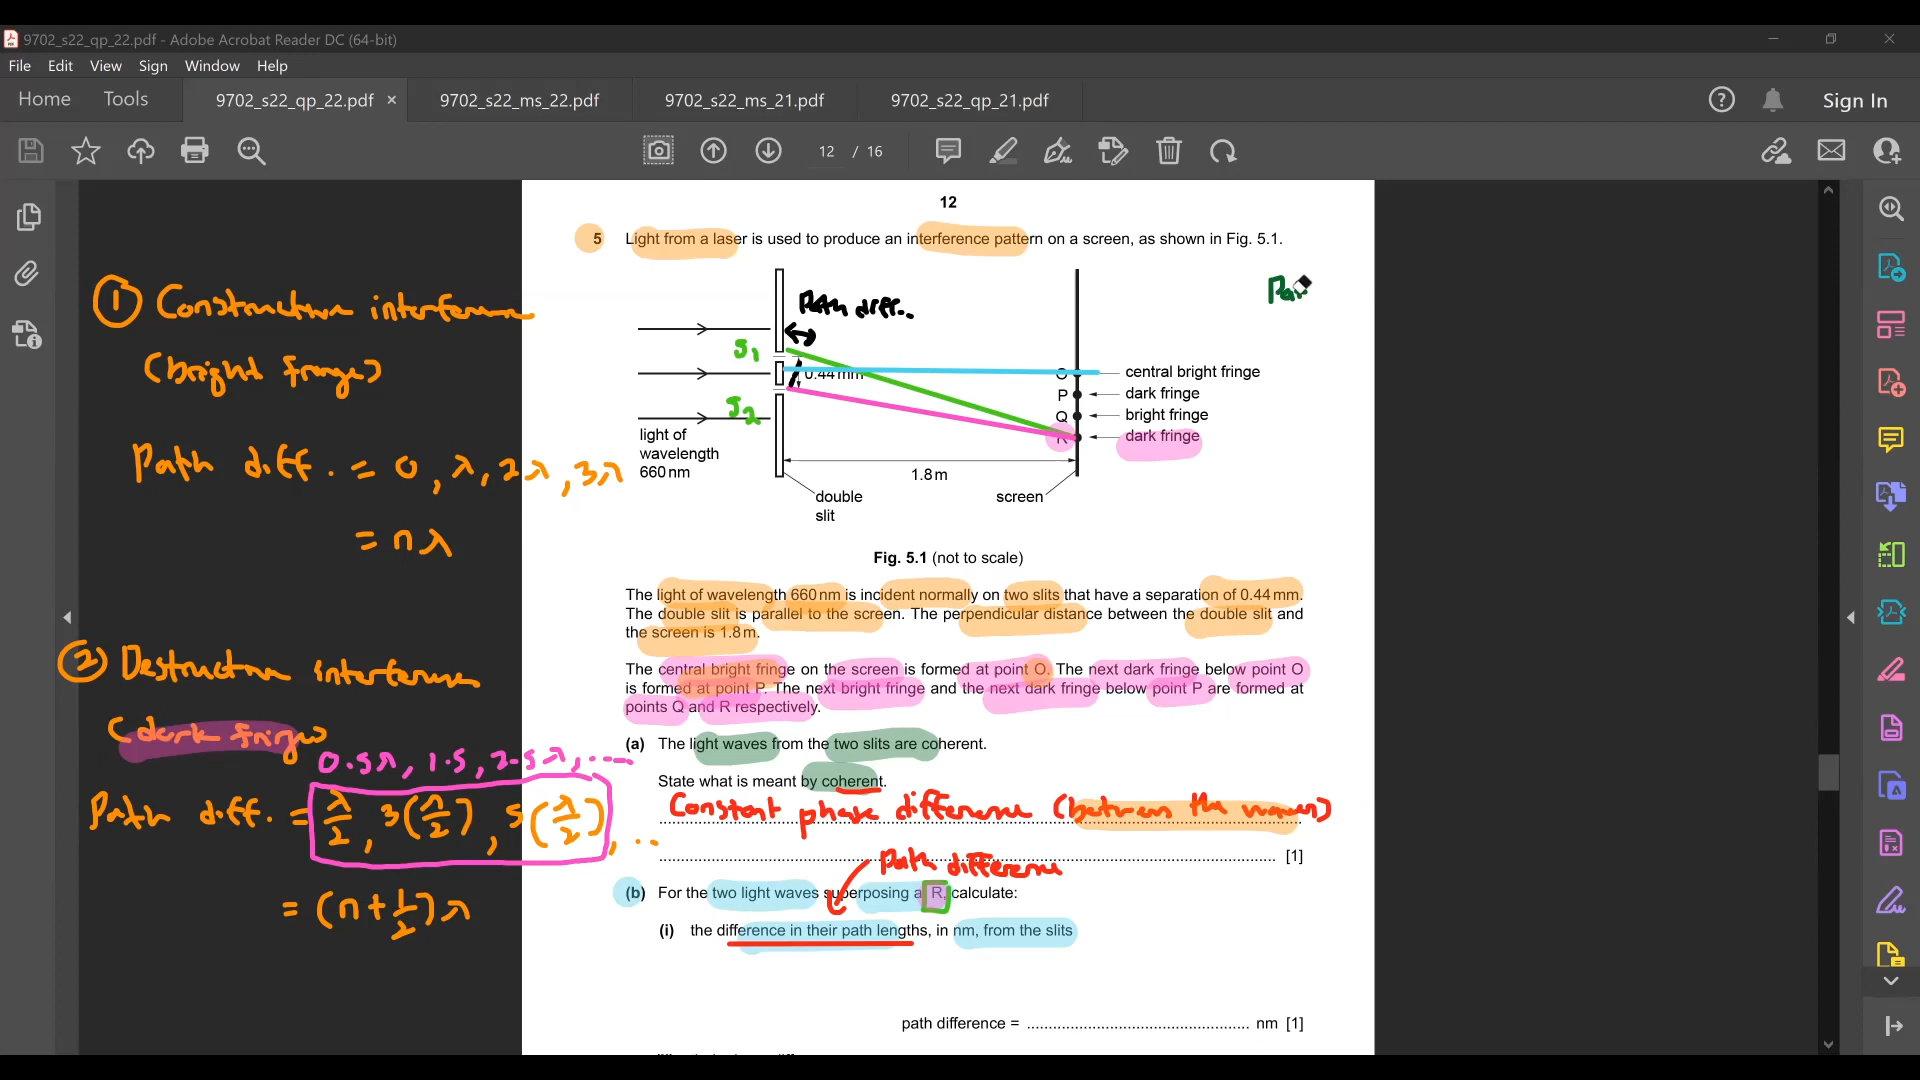 9702_s22_qp_22.pdf - Adobe Acrobat Reader DC (64-bit)
File Edit View Sign Window Help
Home Tools 9702_s22_qp_22.pdf × 9702_s22_ms_22.pdf 9702_s22_ms_21.pdf 9702_s22_qp_21.pdf Sign In
12 / 16
12
5 Light from a laser is used to produce an interference pattern on a screen, as shown in Fig. 5.1.
Path diff.
S1
S2
0.44 mm
light of
wavelength
660 nm
central bright fringe
P dark fringe
Q bright fringe
R dark fringe
1.8 m
double
slit
screen
Fig. 5.1 (not to scale)
The light of wavelength 660 nm is incident normally on two slits that have a separation of 0.44 mm.
The double slit is parallel to the screen. The perpendicular distance between the double slit and
the screen is 1.8 m.
The central bright fringe on the screen is formed at point O. The next dark fringe below point O
is formed at point P. The next bright fringe and the next dark fringe below point P are formed at
points Q and R respectively.
(a) The light waves from the two slits are coherent.
State what is meant by coherent.
Constant phase difference (between the waves)
[1]
Path difference
(b) For the two light waves superposing at R, calculate:
(i) the difference in their path lengths, in nm, from the slits
path difference = .................................................. nm [1]
① Constructive interference
(bright fringe)
Path diff. = 0, λ, 2λ, 3λ
= nλ
② Destructive interference
(dark fringe)
0.5λ, 1.5, 2.5λ, ....
Path diff. = λ/2, 3(λ/2), 5(λ/2), ..
= (n+1/2)λ